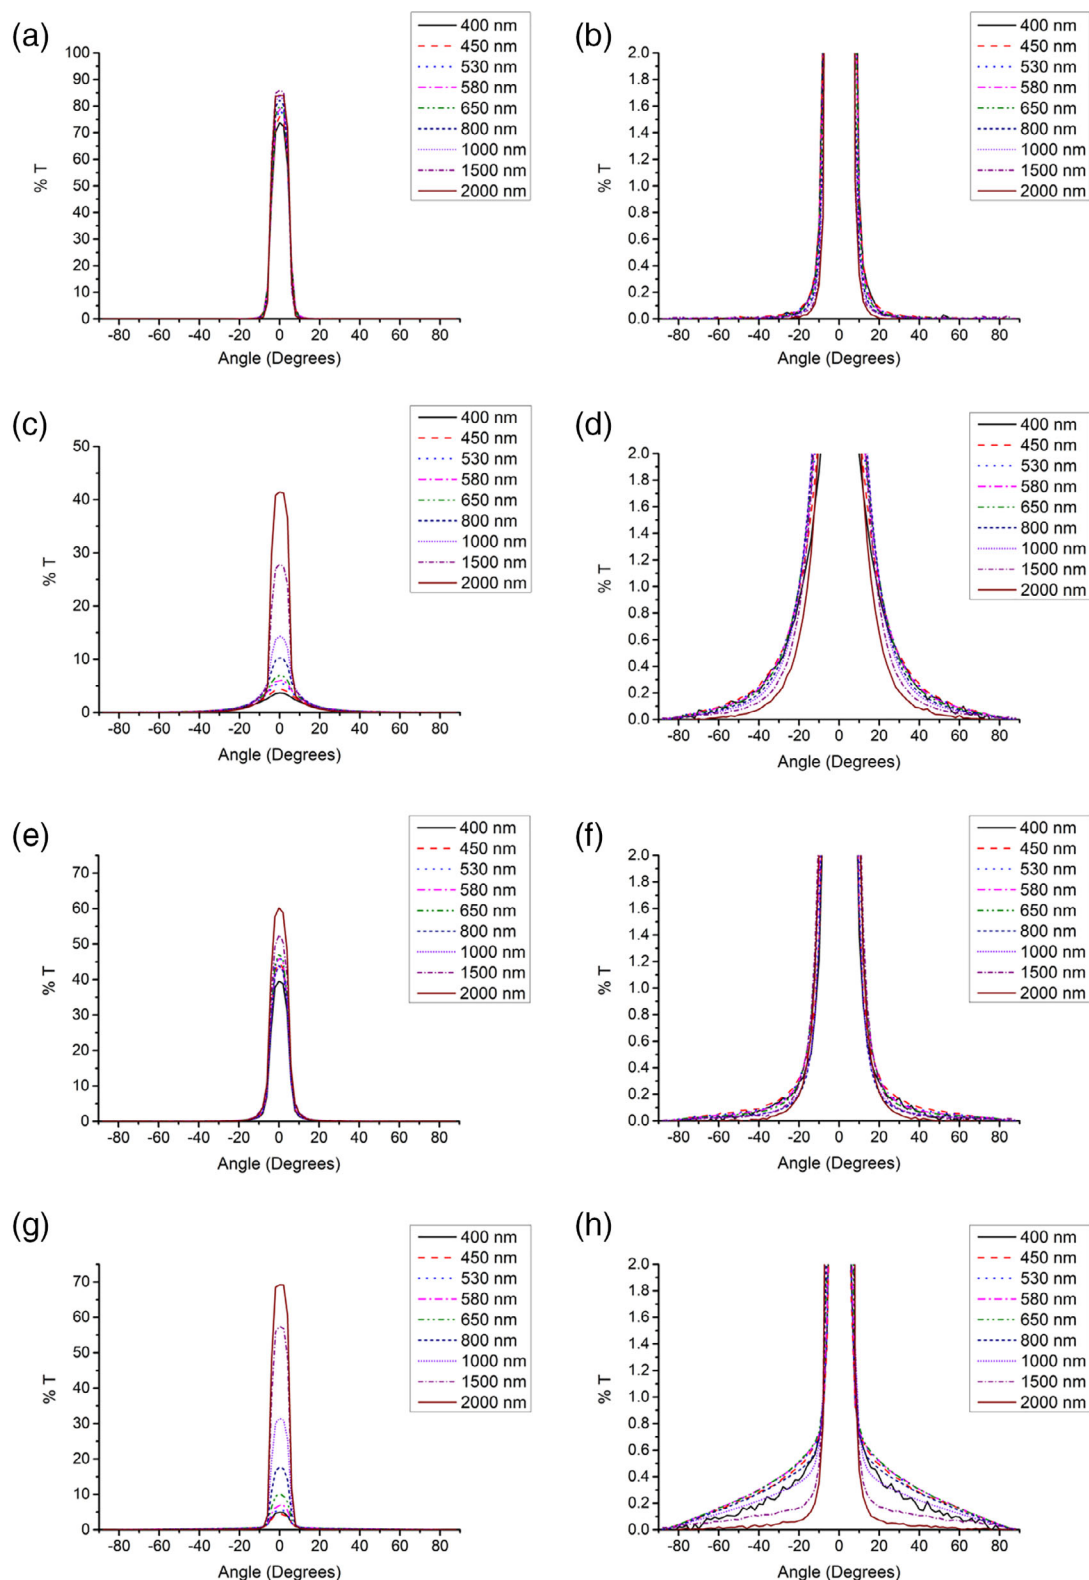 (a)
400 nm
450 nm
530 nm
580 nm
650 nm
800 nm
1000 nm
1500 nm
2000 nm
100
90
80
70
60
50
40
30
20
10
0
% T
-80 -60 -40 -20 0 20 40 60 80
Angle (Degrees)
(b)
400 nm
450 nm
530 nm
580 nm
650 nm
800 nm
1000 nm
1500 nm
2000 nm
2.0
1.8
1.6
1.4
1.2
1.0
0.8
0.6
0.4
0.2
0.0
% T
-80 -60 -40 -20 0 20 40 60 80
Angle (Degrees)
(c)
400 nm
450 nm
530 nm
580 nm
650 nm
800 nm
1000 nm
1500 nm
2000 nm
50
40
30
20
10
0
% T
-80 -60 -40 -20 0 20 40 60 80
Angle (Degrees)
(d)
400 nm
450 nm
530 nm
580 nm
650 nm
800 nm
1000 nm
1500 nm
2000 nm
2.0
1.8
1.6
1.4
1.2
1.0
0.8
0.6
0.4
0.2
0.0
% T
-80 -60 -40 -20 0 20 40 60 80
Angle (Degrees)
(e)
400 nm
450 nm
530 nm
580 nm
650 nm
800 nm
1000 nm
1500 nm
2000 nm
70
60
50
40
30
20
10
0
% T
-80 -60 -40 -20 0 20 40 60 80
Angle (Degrees)
(f)
400 nm
450 nm
530 nm
580 nm
650 nm
800 nm
1000 nm
1500 nm
2000 nm
2.0
1.8
1.6
1.4
1.2
1.0
0.8
0.6
0.4
0.2
0.0
% T
-80 -60 -40 -20 0 20 40 60 80
Angle (Degrees)
(g)
400 nm
450 nm
530 nm
580 nm
650 nm
800 nm
1000 nm
1500 nm
2000 nm
70
60
50
40
30
20
10
0
% T
-80 -60 -40 -20 0 20 40 60 80
Angle (Degrees)
(h)
400 nm
450 nm
530 nm
580 nm
650 nm
800 nm
1000 nm
1500 nm
2000 nm
2.0
1.8
1.6
1.4
1.2
1.0
0.8
0.6
0.4
0.2
0.0
% T
-80 -60 -40 -20 0 20 40 60 80
Angle (Degrees)